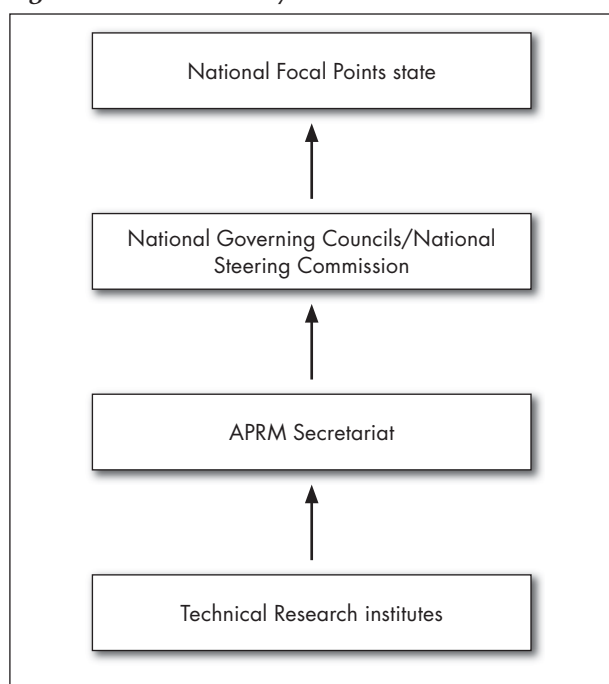 National Focal Points state
National Governing Councils/National
Steering Commission
APRM Secretariat
Technical Research institutes